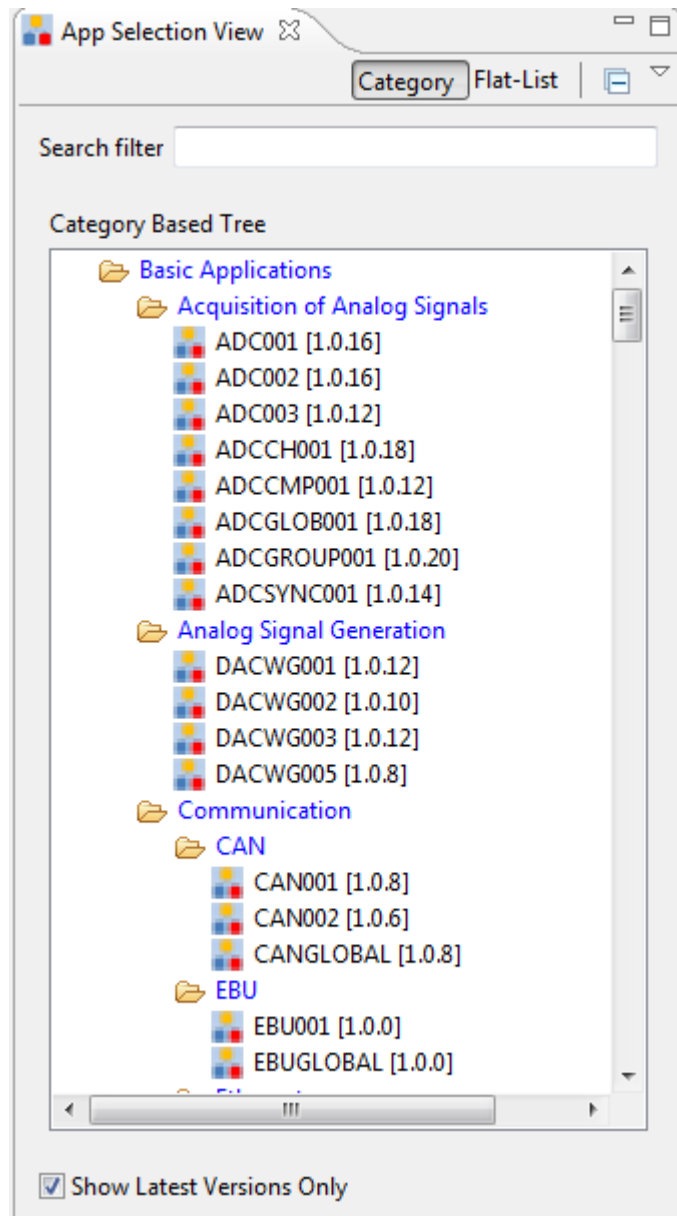 App Selection View
Category Flat-List
Search filter
Category Based Tree
Basic Applications
Acquisition of Analog Signals
ADC001 [1.0.16]
ADC002 [1.0.16]
ADC003 [1.0.12]
ADCCH001 [1.0.18]
ADCCMP001 [1.0.12]
ADCGLOB001 [1.0.18]
ADCGROUP001 [1.0.20]
ADCSYNC001 [1.0.14]
Analog Signal Generation
DACWG001 [1.0.12]
DACWG002 [1.0.10]
DACWG003 [1.0.12]
DACWG005 [1.0.8]
Communication
CAN
CAN001 [1.0.8]
CAN002 [1.0.6]
CANGLOBAL [1.0.8]
EBU
EBU001 [1.0.0]
EBUGLOBAL [1.0.0]
Show Latest Versions Only